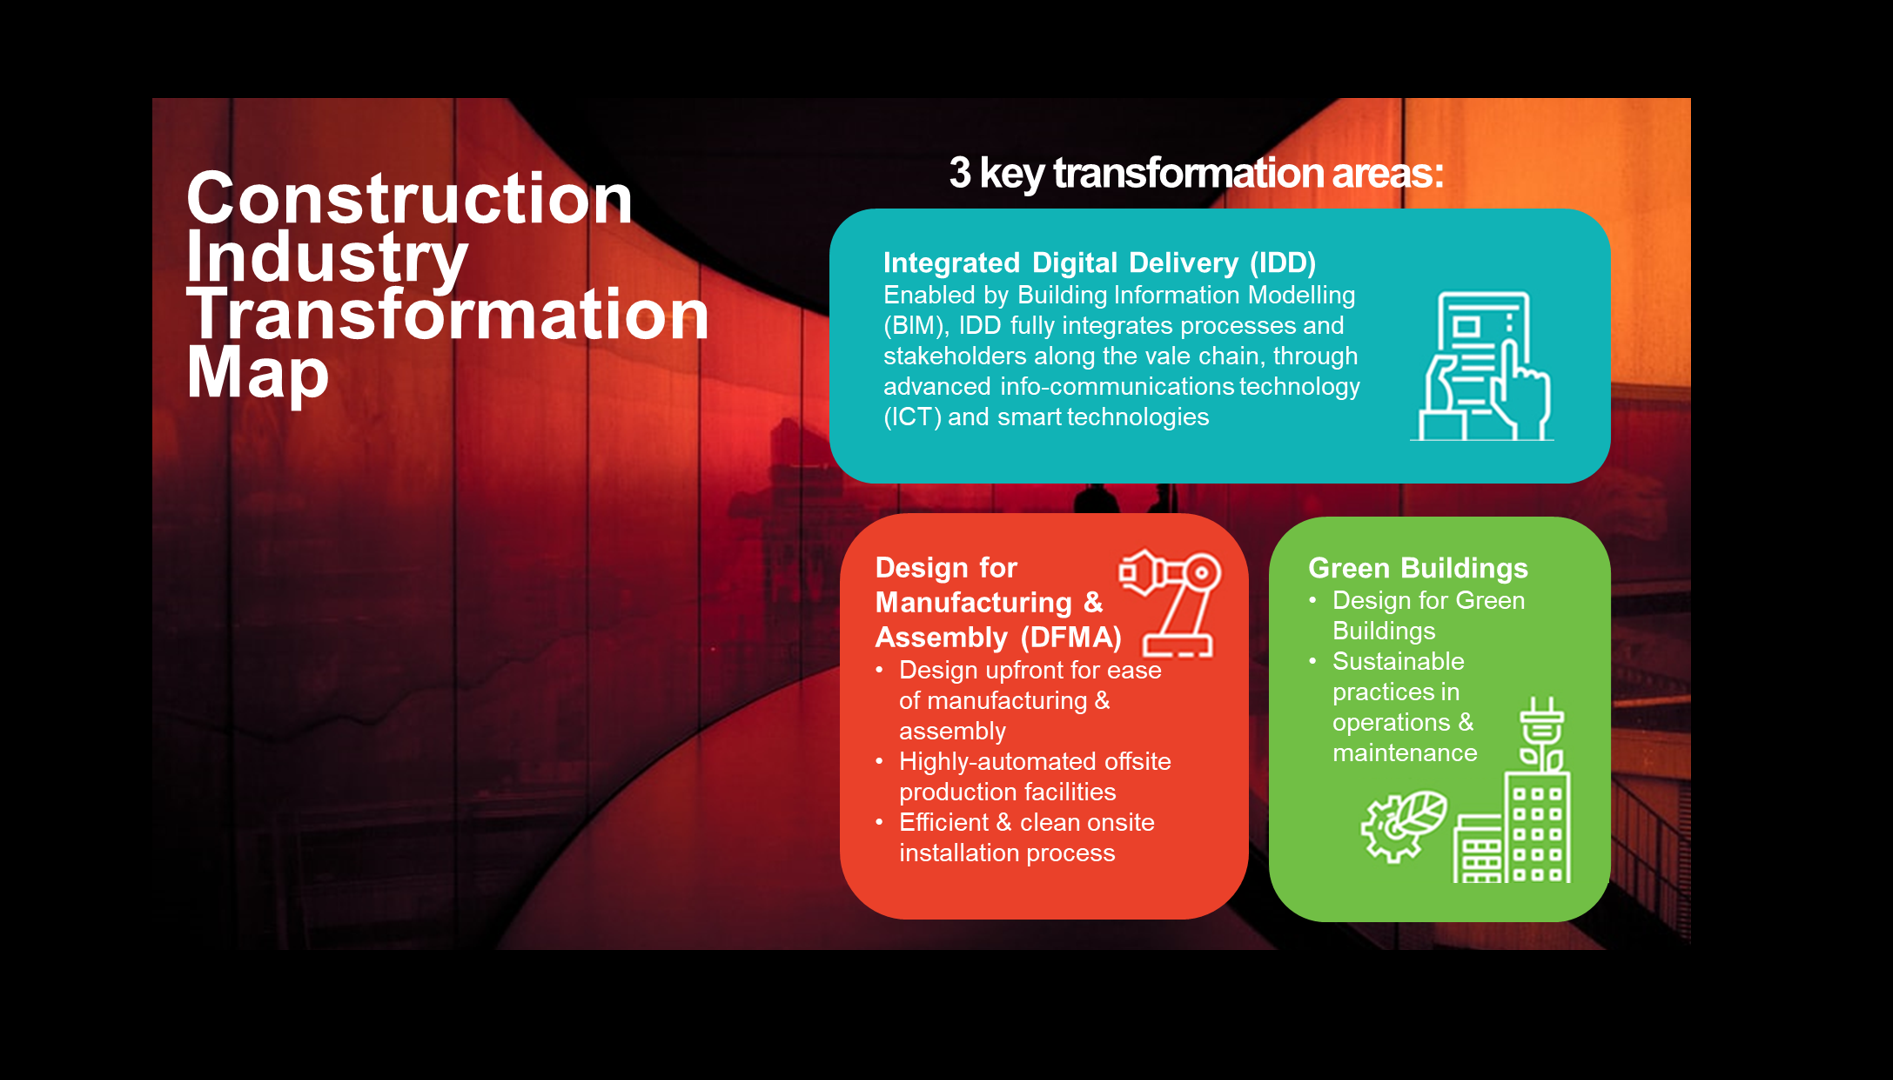 Construction
Industry
Transformation
Map
3 key transformation areas:
Integrated Digital Delivery (IDD)
Enabled by Building Information Modelling
(BIM), IDD fully integrates processes and
stakeholders along the vale chain, through
advanced info-communications technology
(ICT) and smart technologies
Design for
Manufacturing &
Assembly (DFMA)
• Design upfront for ease
of manufacturing &
assembly
• Highly-automated offsite
production facilities
• Efficient & clean onsite
installation process
Green Buildings
• Design for Green
Buildings
• Sustainable
practices in
operations &
maintenance